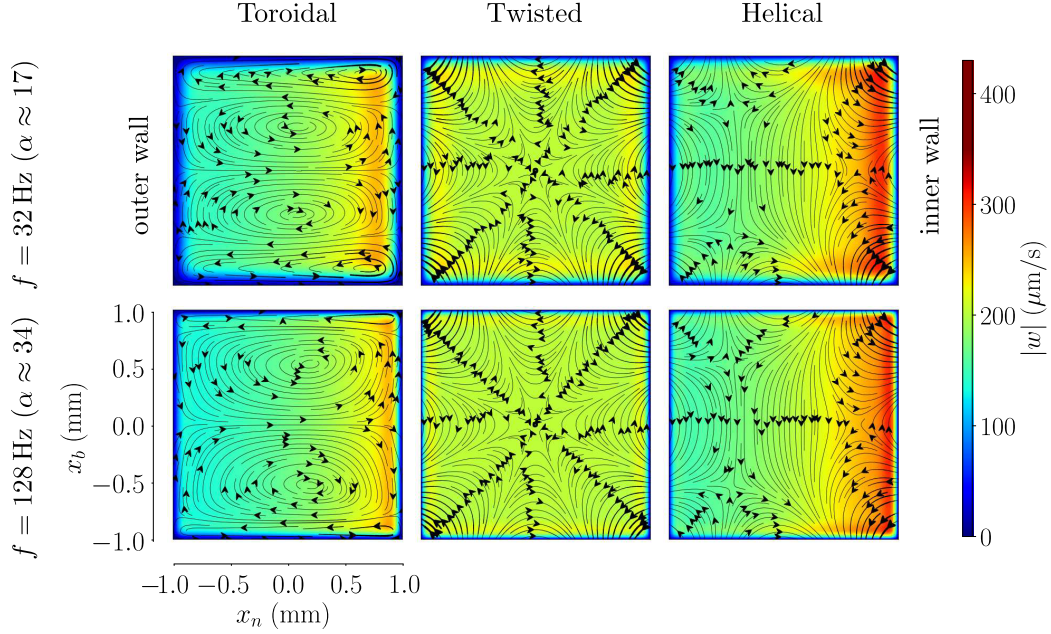 Toroidal
Twisted
Helical
f = 32 Hz (α ≈ 17)
outer wall
inner wall
400
300
200
100
0
|w| (μm/s)
f = 128 Hz (α ≈ 34)
x_b (mm)
1.0
0.5
0.0
−0.5
−1.0
−1.0 −0.5 0.0 0.5 1.0
x_n (mm)